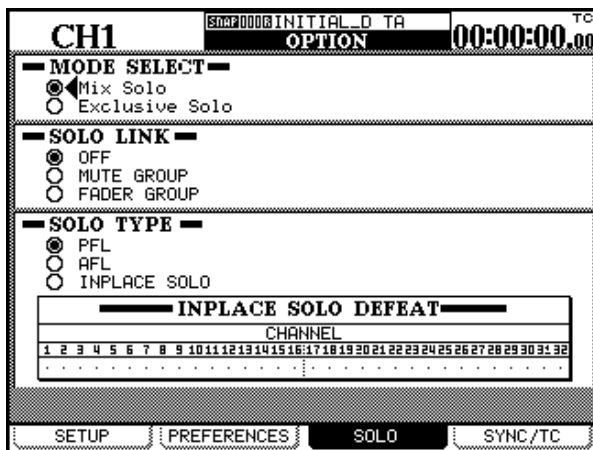 CH1
SNAP0000 INITIAL_D TA
OPTION
TC
00:00:00.00
MODE SELECT
Mix Solo
Exclusive Solo
SOLO LINK
OFF
MUTE GROUP
FADER GROUP
SOLO TYPE
PFL
AFL
INPLACE SOLO
INPLACE SOLO DEFEAT
CHANNEL
1 2 3 4 5 6 7 8 9 10 11 12 13 14 15 16 17 18 19 20 21 22 23 24 25 26 27 28 29 30 31 32
SETUP PREFERENCES SOLO SYNC/TC